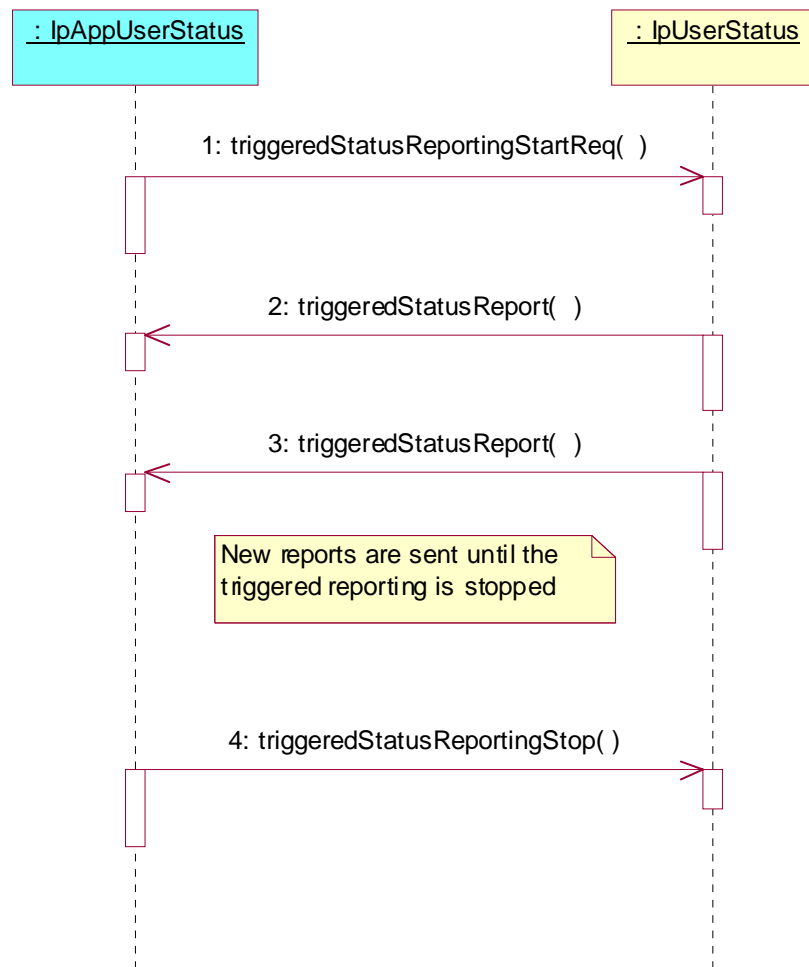 : IpAppUserStatus
: IpUserStatus
1: triggeredStatusReportingStartReq( )
2: triggeredStatusReport( )
3: triggeredStatusReport( )
New reports are sent until the
triggered reporting is stopped
4: triggeredStatusReportingStop( )